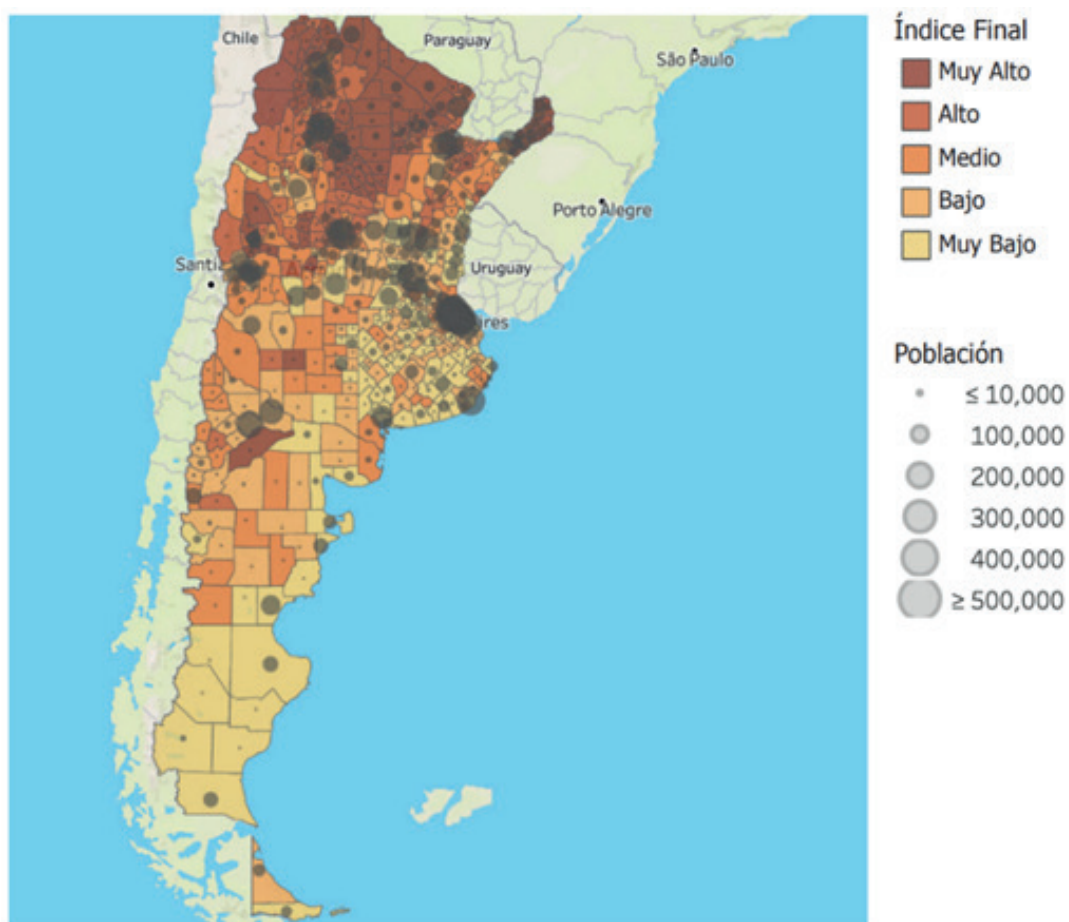 Chile
Paraguay
São Paulo
Porto Alegre
Uruguay
Santi
ires
Índice Final
Muy Alto
Alto
Medio
Bajo
Muy Bajo
Población
≤ 10,000
100,000
200,000
300,000
400,000
≥ 500,000